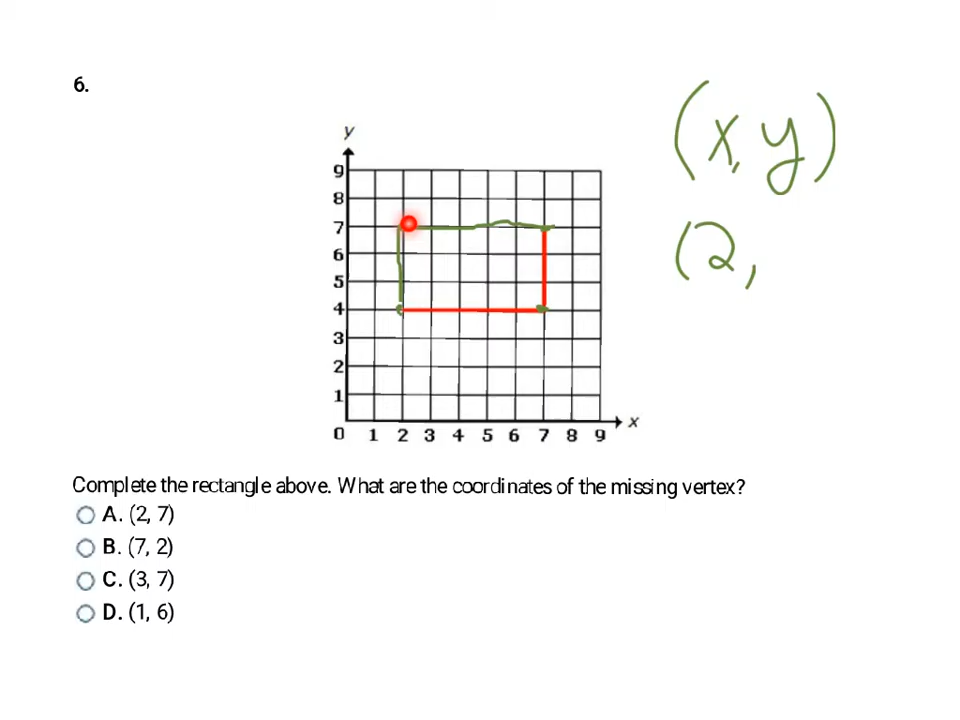 6.
(x, y)
y
9
8
7
(2,
6
5
4
3
2
1
x
0 1 2 3 4 5 6 7 8 9
Complete the rectangle above. What are the coordinates of the missing vertex?
A. (2, 7)
B. (7, 2)
C. (3, 7)
D. (1, 6)